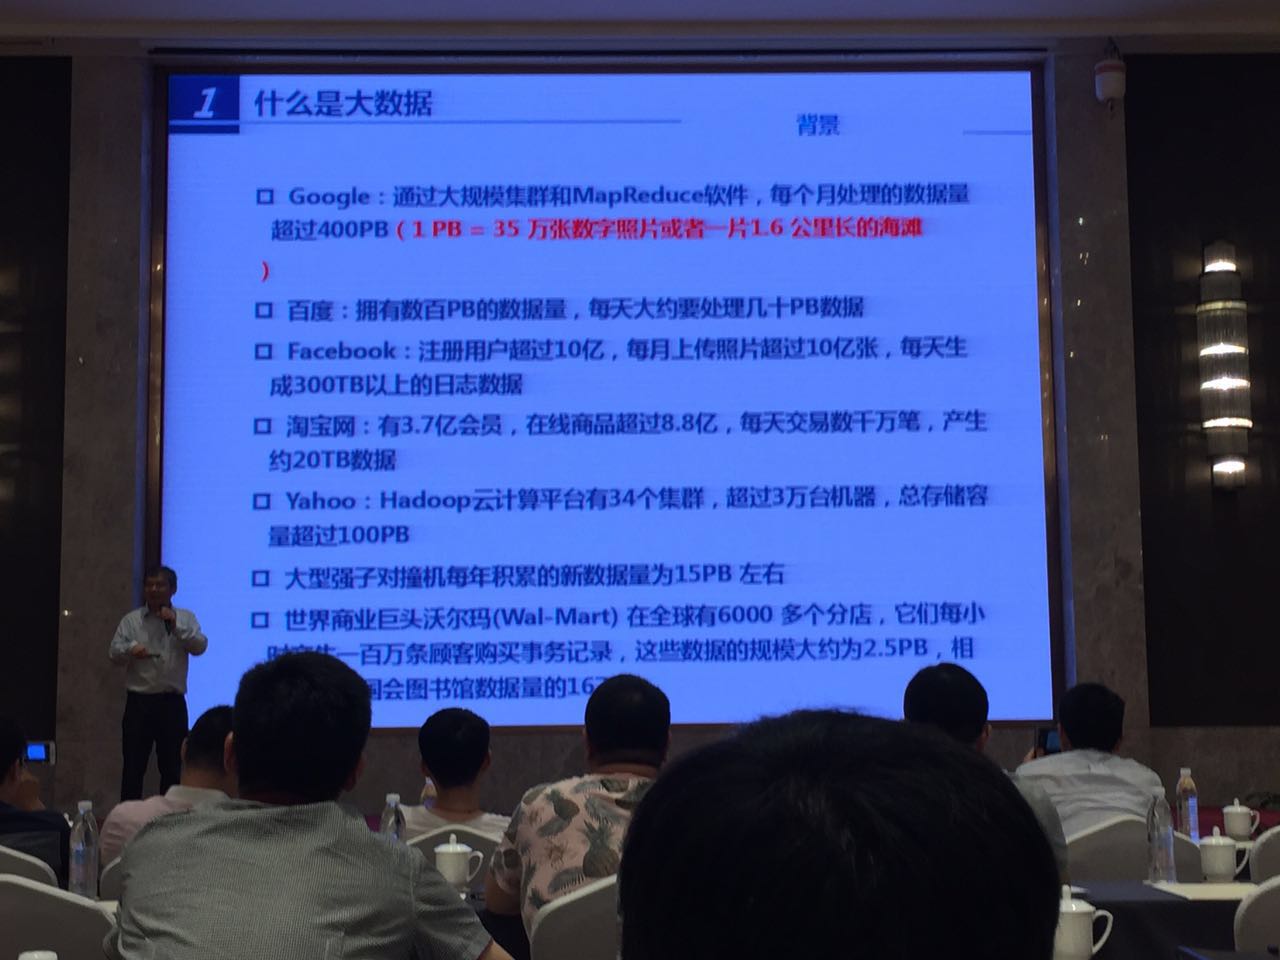 1 什么是大数据
背景
Google：通过大规模集群和MapReduce软件，每个月处理的数据量
超过400PB（1 PB = 35 万张数字照片或者一片1.6 公里长的海滩
）
百度：拥有数百PB的数据量，每天大约要处理几十PB数据
Facebook：注册用户超过10亿，每月上传照片超过10亿张，每天生
成300TB以上的日志数据
淘宝网：有3.7亿会员，在线商品超过8.8亿，每天交易数千万笔，产生
约20TB数据
Yahoo：Hadoop云计算平台有34个集群，超过3万台机器，总存储容
量超过100PB
大型强子对撞机每年积累的新数据量为15PB 左右
世界商业巨头沃尔玛(Wal-Mart) 在全球有6000 多个分店，它们每小
时产生一百万条顾客购买事务记录，这些数据的规模大约为2.5PB，相
国会图书馆数据量的167